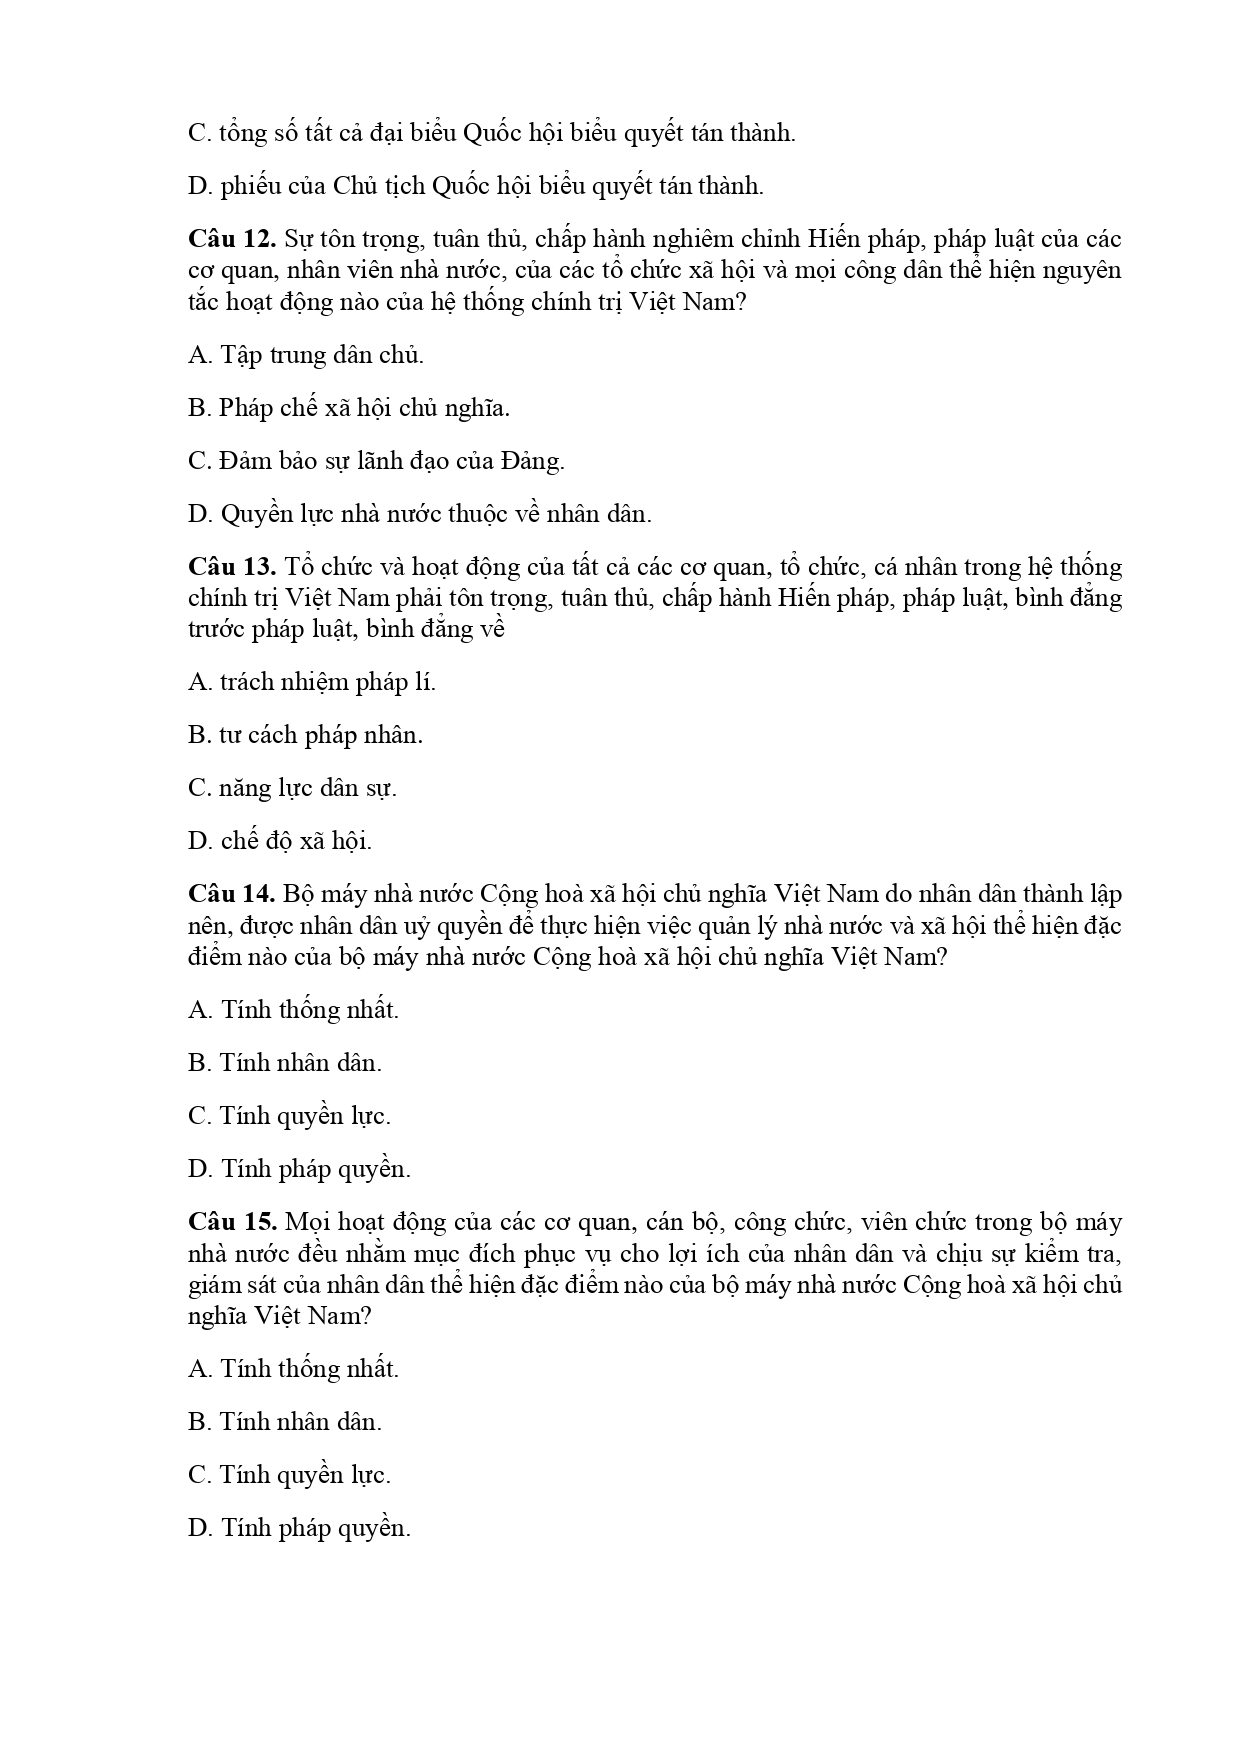 C. tổng số tất cả đại biểu Quốc hội biểu quyết tán thành.
D. phiếu của Chủ tịch Quốc hội biểu quyết tán thành.
Câu 12. Sự tôn trọng, tuân thủ, chấp hành nghiêm chỉnh Hiến pháp, pháp luật của các
cơ quan, nhân viên nhà nước, của các tổ chức xã hội và mọi công dân thể hiện nguyên
tắc hoạt động nào của hệ thống chính trị Việt Nam?
A. Tập trung dân chủ.
B. Pháp chế xã hội chủ nghĩa.
C. Đảm bảo sự lãnh đạo của Đảng.
D. Quyền lực nhà nước thuộc về nhân dân.
Câu 13. Tổ chức và hoạt động của tất cả các cơ quan, tổ chức, cá nhân trong hệ thống
chính trị Việt Nam phải tôn trọng, tuân thủ, chấp hành Hiến pháp, pháp luật, bình đẳng
trước pháp luật, bình đẳng về
A. trách nhiệm pháp lí.
B. tư cách pháp nhân.
C. năng lực dân sự.
D. chế độ xã hội.
Câu 14. Bộ máy nhà nước Cộng hoà xã hội chủ nghĩa Việt Nam do nhân dân thành lập
nên, được nhân dân uỷ quyền để thực hiện việc quản lý nhà nước và xã hội thể hiện đặc
điểm nào của bộ máy nhà nước Cộng hoà xã hội chủ nghĩa Việt Nam?
A. Tính thống nhất.
B. Tính nhân dân.
C. Tính quyền lực.
D. Tính pháp quyền.
Câu 15. Mọi hoạt động của các cơ quan, cán bộ, công chức, viên chức trong bộ máy
nhà nước đều nhằm mục đích phục vụ cho lợi ích của nhân dân và chịu sự kiểm tra,
giám sát của nhân dân thể hiện đặc điểm nào của bộ máy nhà nước Cộng hoà xã hội chủ
nghĩa Việt Nam?
A. Tính thống nhất.
B. Tính nhân dân.
C. Tính quyền lực.
D. Tính pháp quyền.